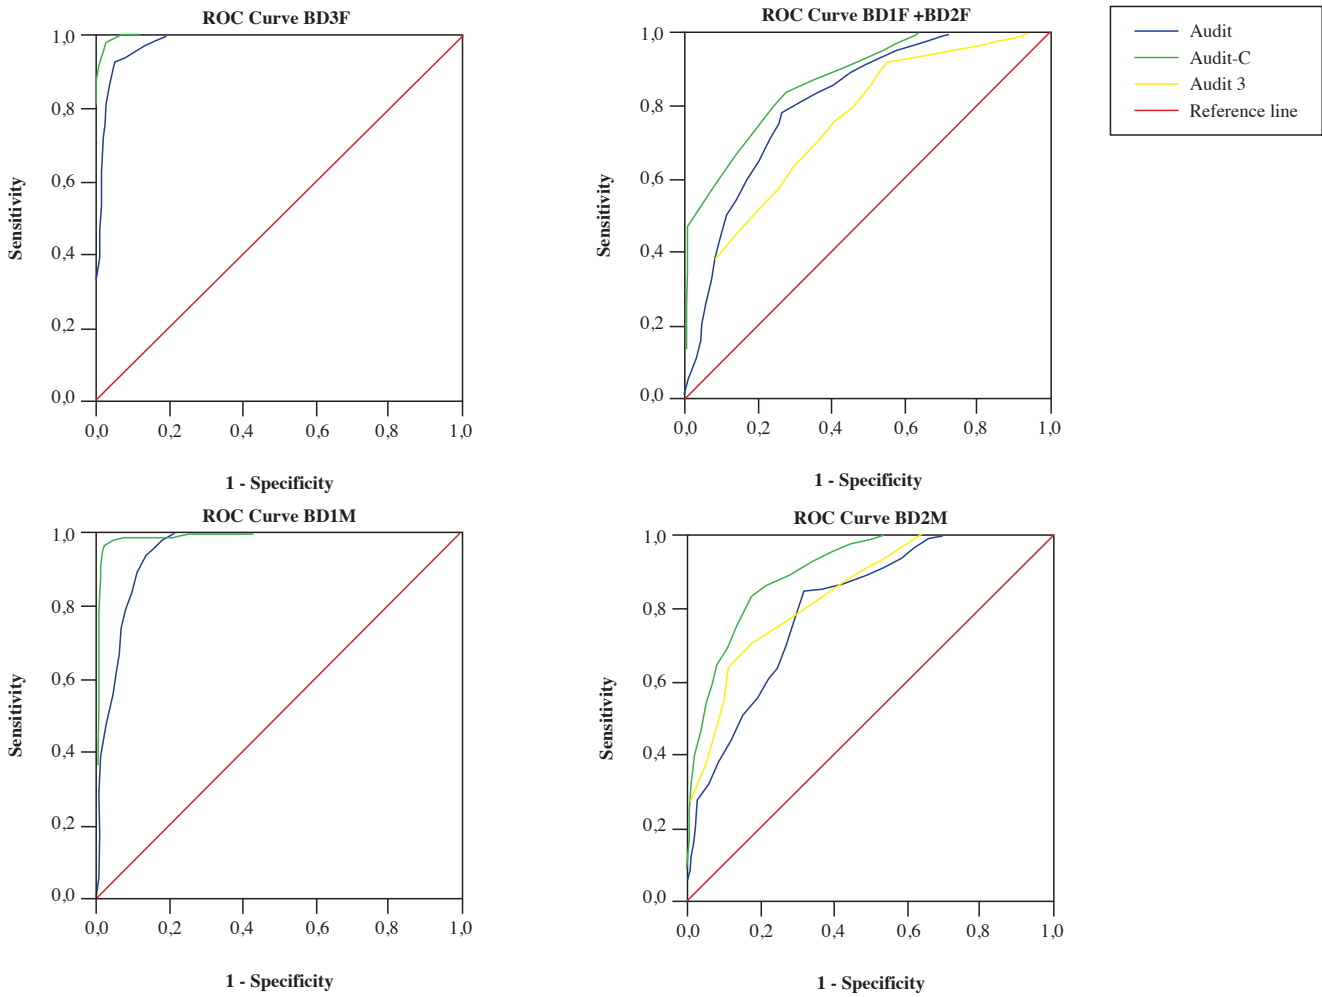 ROC Curve BD3F
1,0
0,8
0,6
0,4
0,2
0,0
Sensitivity
0,0 0,2 0,4 0,6 0,8 1,0
1 - Specificity
ROC Curve BD1F +BD2F
1,0
0,8
0,6
0,4
0,2
0,0
Sensitivity
0,0 0,2 0,4 0,6 0,8 1,0
1 - Specificity
Audit
Audit-C
Audit 3
Reference line
ROC Curve BD1M
1,0
0,8
0,6
0,4
0,2
0,0
Sensitivity
0,0 0,2 0,4 0,6 0,8 1,0
1 - Specificity
ROC Curve BD2M
1,0
0,8
0,6
0,4
0,2
0,0
Sensitivity
0,0 0,2 0,4 0,6 0,8 1,0
1 - Specificity